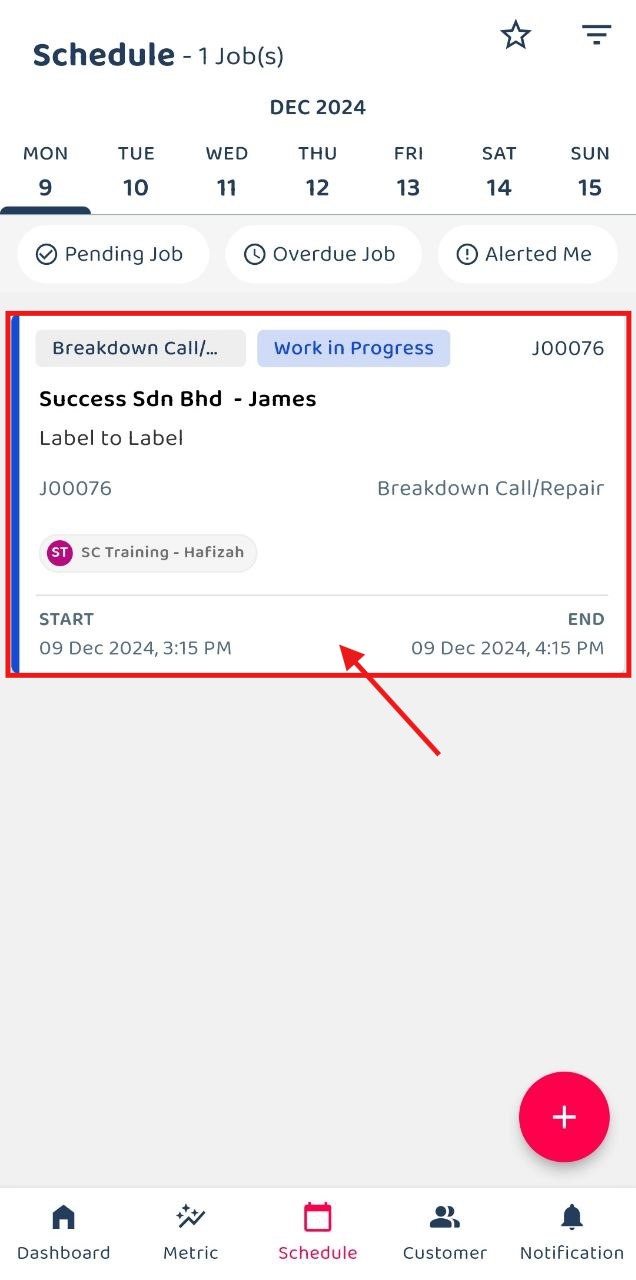 Schedule - 1 Job(s)
DEC 2024
MON TUE WED THU FRI SAT SUN
9 10 11 12 13 14 15
Pending Job Overdue Job Alerted Me
Breakdown Call/... Work in Progress J00076
Success Sdn Bhd - James
Label to Label
J00076 Breakdown Call/Repair
ST SC Training - Hafizah
START END
09 Dec 2024, 3:15 PM 09 Dec 2024, 4:15 PM
Dashboard Metric Schedule Customer Notification